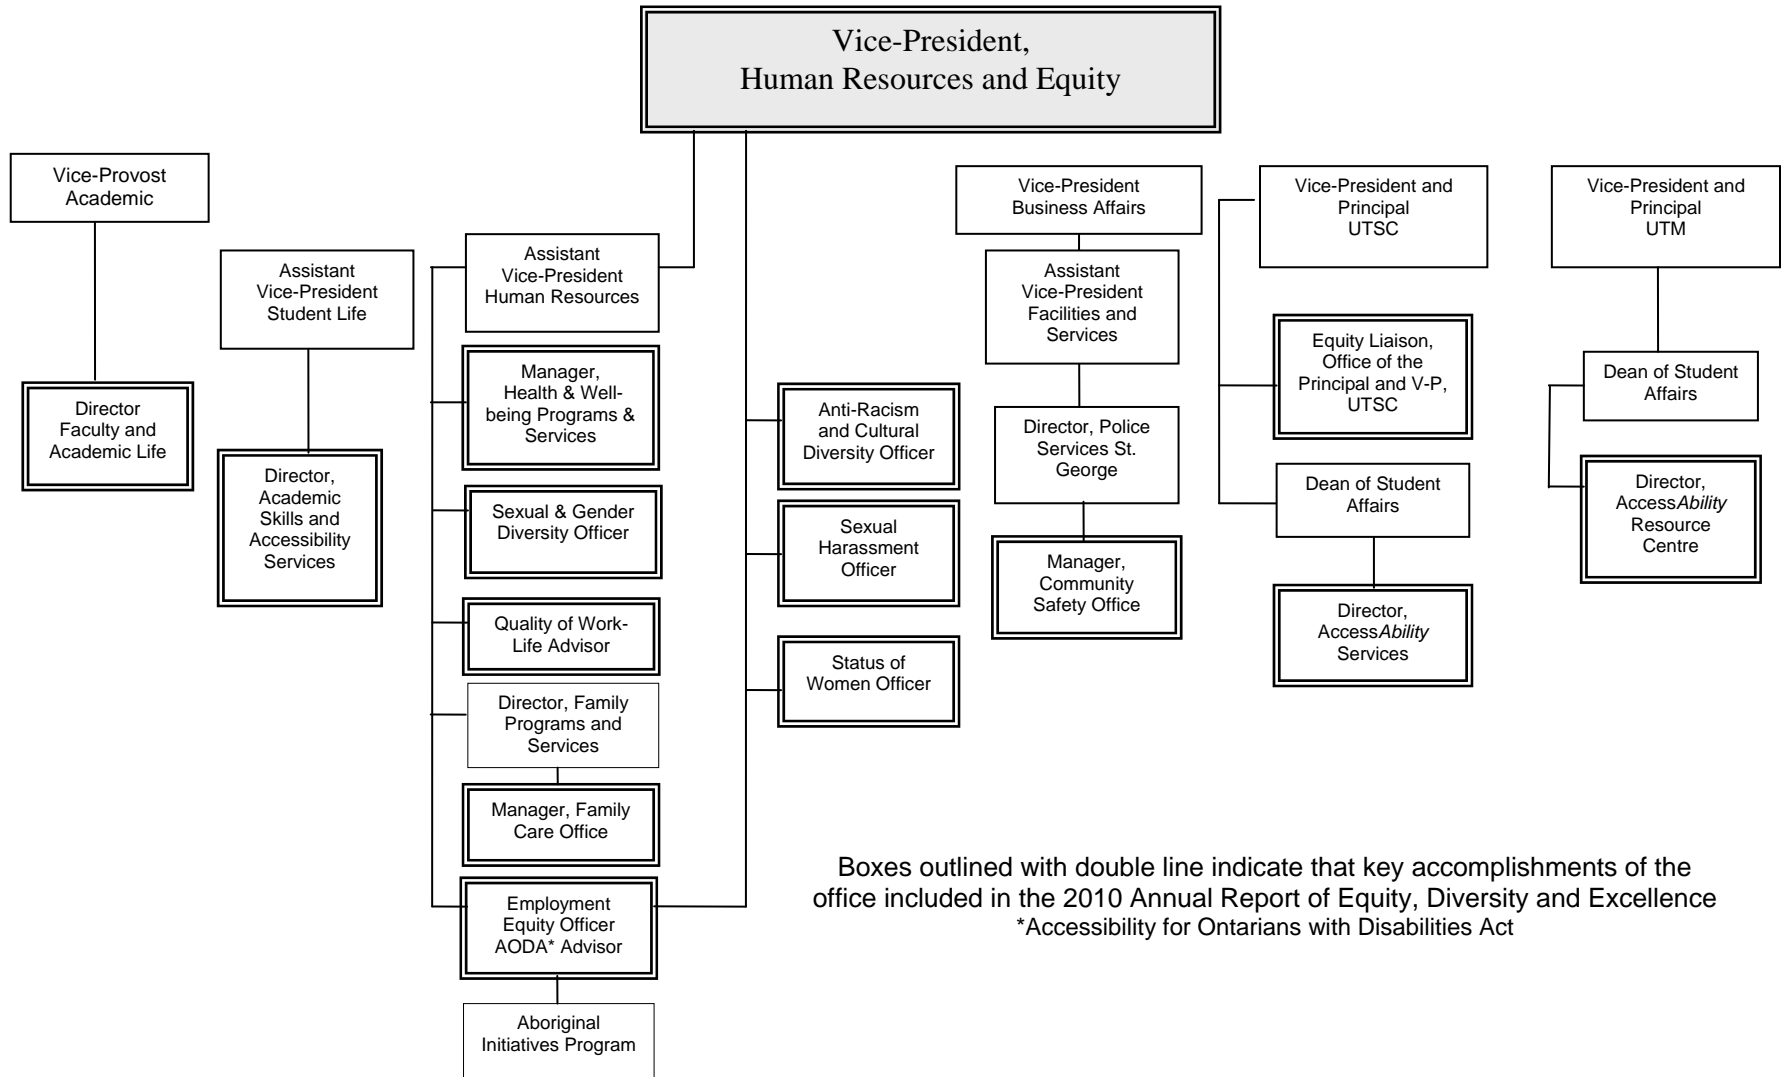 Vice-President,
Human Resources and Equity
Vice-Provost
Academic
Director
Faculty and
Academic Life
Assistant
Vice-President
Student Life
Director,
Academic
Skills and
Accessibility
Services
Assistant
Vice-President
Human Resources
Manager,
Health & Well-
being Programs &
Services
Sexual & Gender
Diversity Officer
Quality of Work-
Life Advisor
Director, Family
Programs and
Services
Manager, Family
Care Office
Employment
Equity Officer
AODA* Advisor
Aboriginal
Initiatives Program
Anti-Racism
and Cultural
Diversity Officer
Sexual
Harassment
Officer
Status of
Women Officer
Vice-President
Business Affairs
Assistant
Vice-President
Facilities and
Services
Director, Police
Services St.
George
Manager,
Community
Safety Office
Vice-President and
Principal
UTSC
Equity Liaison,
Office of the
Principal and V-P,
UTSC
Dean of Student
Affairs
Director,
AccessAbility
Services
Vice-President and
Principal
UTM
Dean of Student
Affairs
Director,
AccessAbility
Resource
Centre
Boxes outlined with double line indicate that key accomplishments of the
office included in the 2010 Annual Report of Equity, Diversity and Excellence
*Accessibility for Ontarians with Disabilities Act